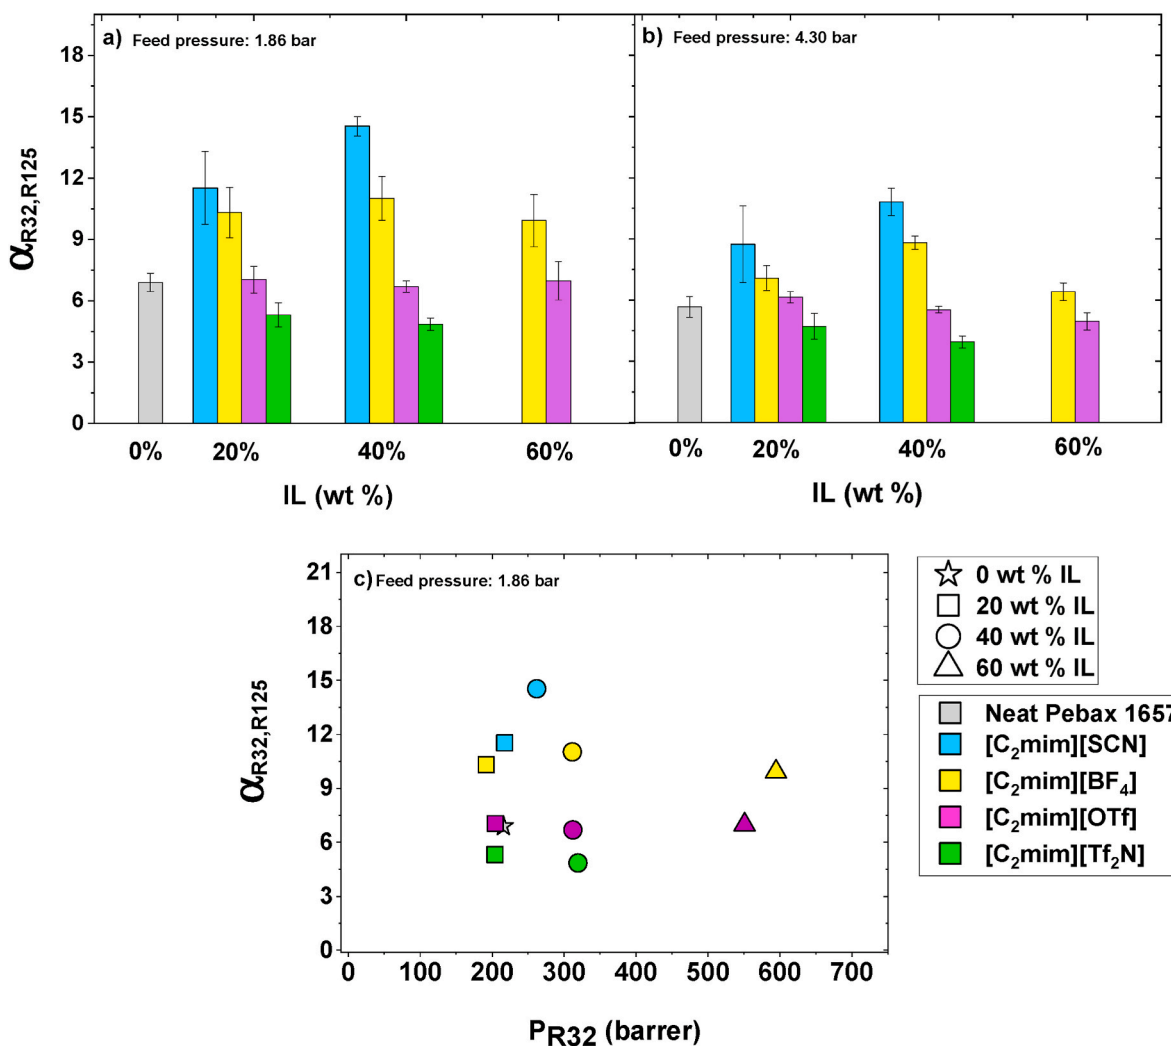 a) Feed pressure: 1.86 bar
b) Feed pressure: 4.30 bar
18
15
12
9
6
3
0
αR32,R125
0% 20% 40% 60%
0% 20% 40% 60%
IL (wt %)
IL (wt %)
c) Feed pressure: 1.86 bar
21
18
15
12
9
6
3
0
αR32,R125
0 100 200 300 400 500 600 700
PR32 (barrer)
0 wt % IL
20 wt % IL
40 wt % IL
60 wt % IL
Neat Pebax 1657
[C₂mim][SCN]
[C₂mim][BF₄]
[C₂mim][OTf]
[C₂mim][Tf₂N]